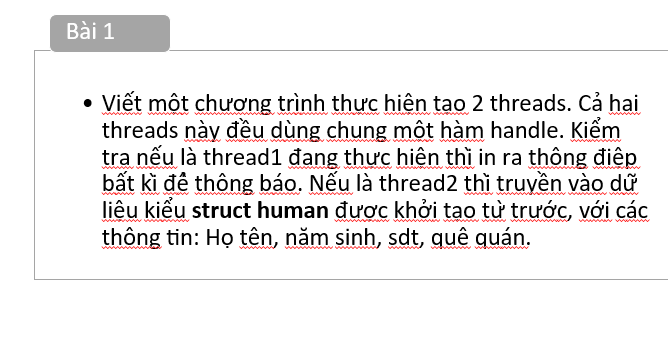 Bài 1
• Viết một chương trình thực hiện tạo 2 threads. Cả hai
threads này đều dùng chung một hàm handle. Kiểm
tra nếu là thread1 đang thực hiện thì in ra thông điệp
bất kì để thông báo. Nếu là thread2 thì truyền vào dữ
liệu kiểu struct human được khởi tạo từ trước, với các
thông tin: Họ tên, năm sinh, sdt, quê quán.